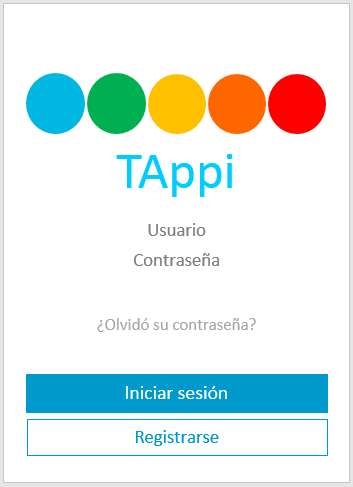 TAppi
Usuario
Contraseña
¿Olvidó su contraseña?
Iniciar sesión
Registrarse